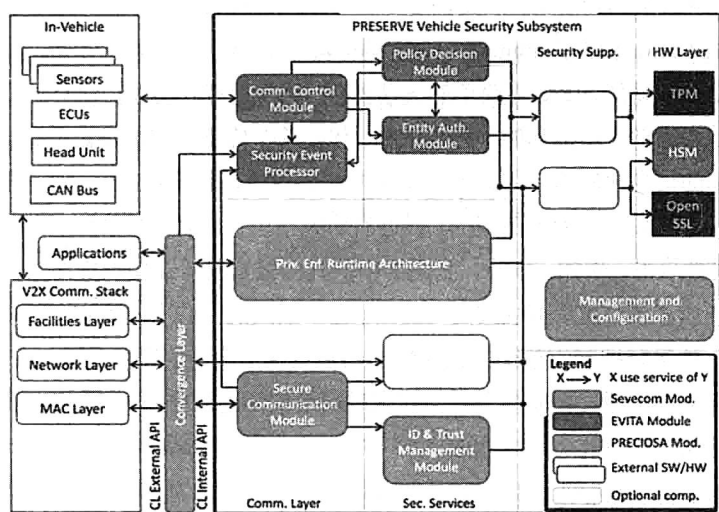 In-Vehicle
Sensors
ECUs
Head Unit
CAN Bus
Applications
V2X Comm. Stack
Facilities Layer
Network Layer
MAC Layer
CL External API
Convergence Layer
CL Internal API
PRESERVE Vehicle Security Subsystem
Comm. Control
Module
Security Event
Processor
Policy Decision
Module
Entity Auth.
Module
Priv. Enf. Runtime Architecture
Secure
Communication
Module
ID & Trust
Management
Module
Comm. Layer
Sec. Services
Security Supp.
HW Layer
TPM
HSM
Open
SSL
Management and
Configuration
Legend
X Y X use service of Y
Sevecom Mod.
EVITA Module
PRECIOSA Mod.
External SW/HW
Optional comp.